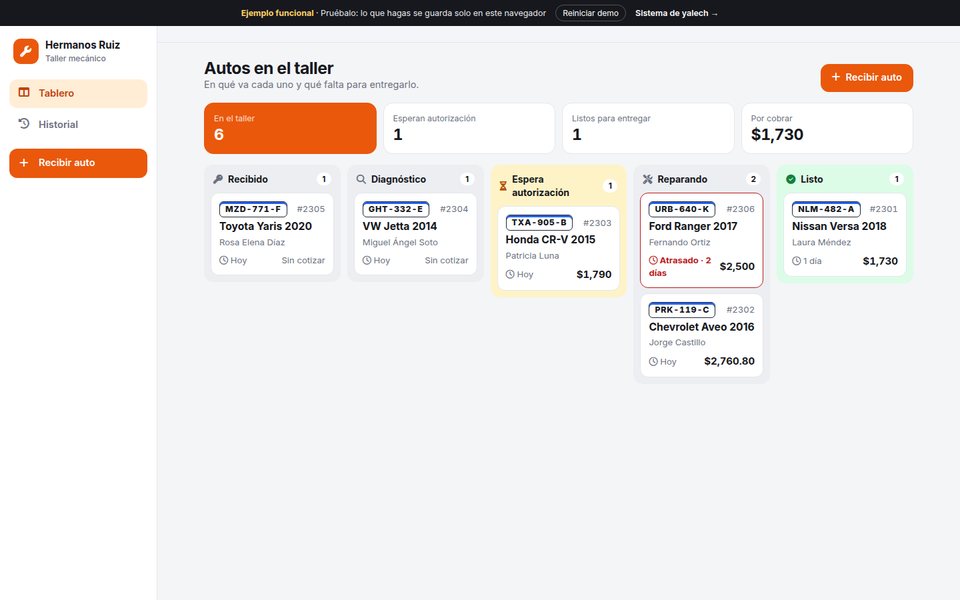 Ejemplo funcional · Pruébalo: lo que hagas se guarda solo en este navegador
Reiniciar demo
Sistema de yalech →
Hermanos Ruiz
Taller mecánico
Tablero
Historial
+ Recibir auto
Autos en el taller
En qué va cada uno y qué falta para entregarlo.
+ Recibir auto
En el taller
6
Esperan autorización
1
Listos para entregar
1
Por cobrar
$1,730
Recibido 1
MZD-771-F #2305
Toyota Yaris 2020
Rosa Elena Díaz
Hoy Sin cotizar
Diagnóstico 1
GHT-332-E #2304
VW Jetta 2014
Miguel Ángel Soto
Hoy Sin cotizar
Espera
autorización 1
TXA-905-B #2303
Honda CR-V 2015
Patricia Luna
Hoy $1,790
Reparando 2
URB-640-K #2306
Ford Ranger 2017
Fernando Ortiz
Atrasado · 2
días $2,500
PRK-119-C #2302
Chevrolet Aveo 2016
Jorge Castillo
Hoy $2,760.80
Listo 1
NLM-482-A #2301
Nissan Versa 2018
Laura Méndez
1 día $1,730